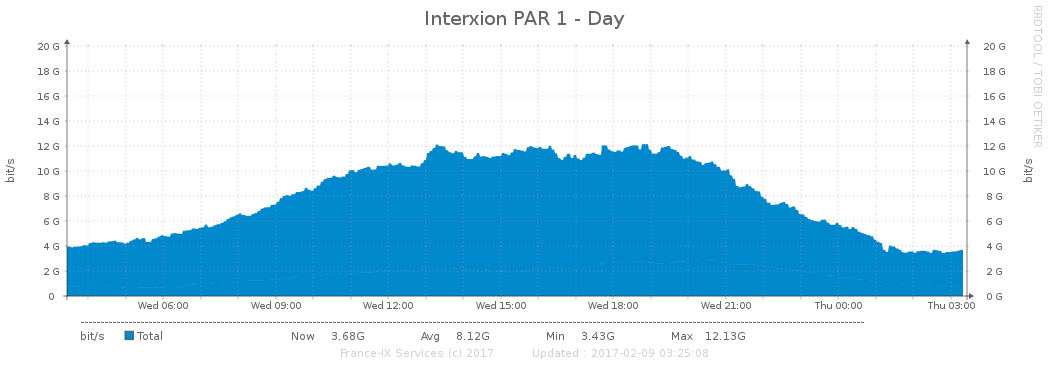 Interxion PAR 1 - Day
RRDTOOL / TOBI OETIKER
bit/s
20 G
18 G
16 G
14 G
12 G
10 G
8 G
6 G
4 G
2 G
0
20 G
18 G
16 G
14 G
12 G
10 G
8 G
6 G
4 G
2 G
0 G
bit/s
Wed 06:00 Wed 09:00 Wed 12:00 Wed 15:00 Wed 18:00 Wed 21:00 Thu 00:00 Thu 03:00
bit/s Total Now 3.68G Avg 8.12G Min 3.43G Max 12.13G
France-IX Services (c) 2017 Updated : 2017-02-09 03:25:08